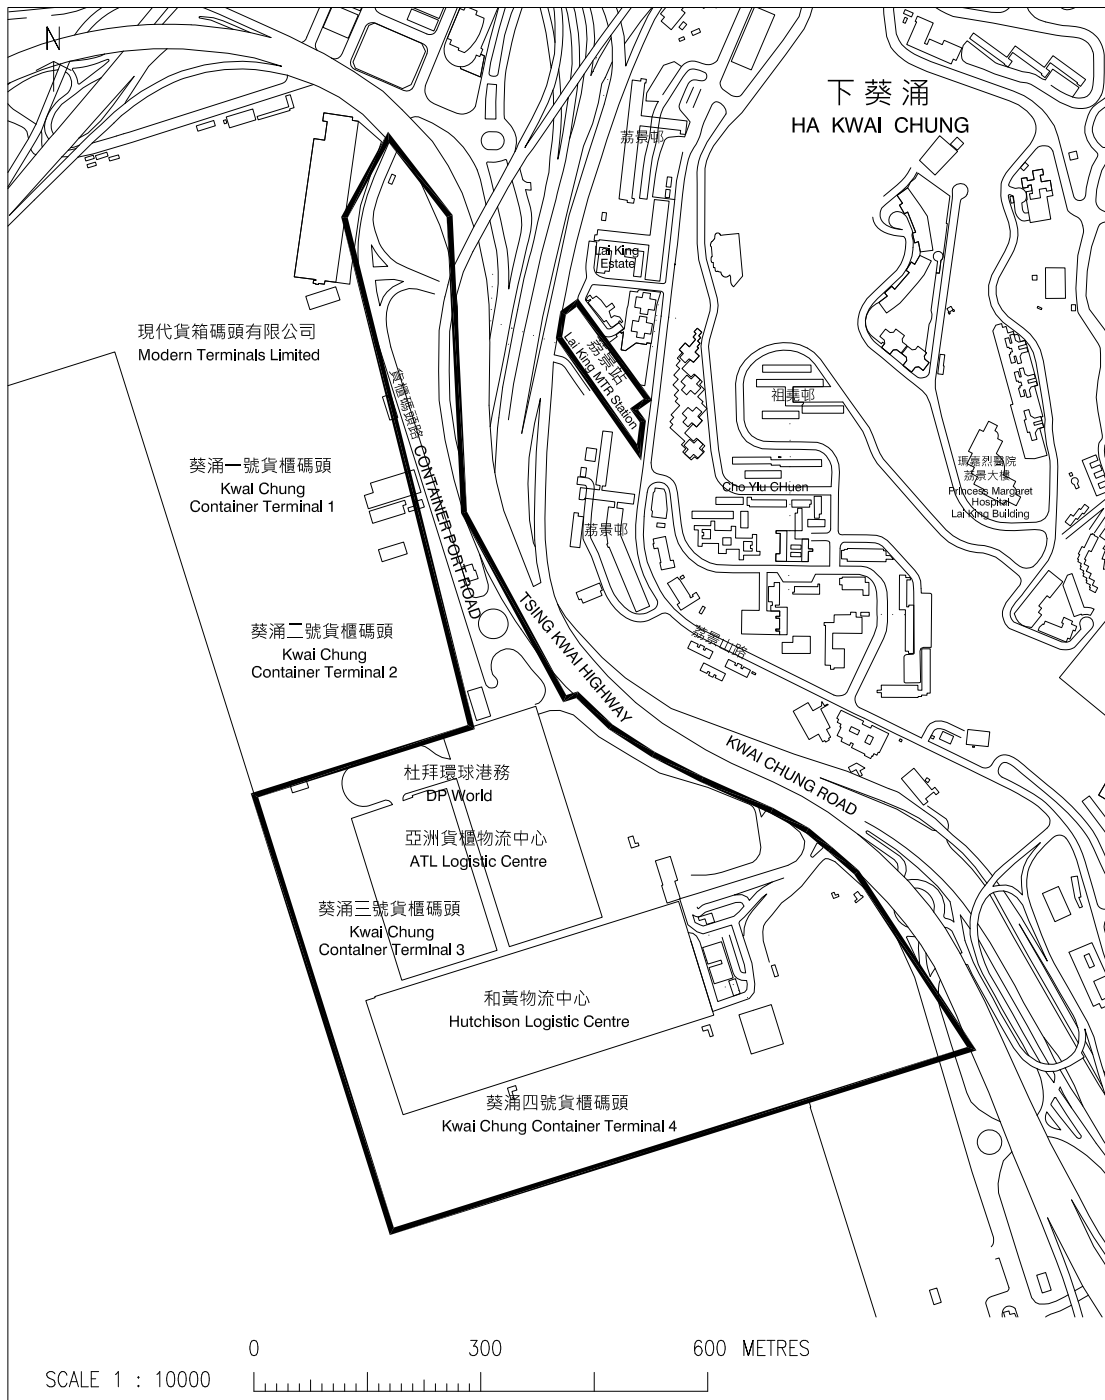 N
下葵涌
HA KWAI CHUNG
荔景邨
Lai King
Estate
現代貨箱碼頭有限公司
Modern Terminals Limited
荔景站
Lai King MTR Station
貨櫃碼頭路 CONTAINER PORT ROAD
祖堯邨
葵涌一號貨櫃碼頭
Kwai Chung
Container Terminal 1
瑪嘉烈醫院
荔景大樓
Princess Margaret
Hospital
Lai King Building
Cho Yiu CHuen
荔景邨
葵涌二號貨櫃碼頭
Kwai Chung
Container Terminal 2
TSING KWAI HIGHWAY
荔景山路
KWAI CHUNG ROAD
杜拜環球港務
DP World
亞洲貨櫃物流中心
ATL Logistic Centre
葵涌三號貨櫃碼頭
Kwai Chung
Container Terminal 3
和黃物流中心
Hutchison Logistic Centre
葵涌四號貨櫃碼頭
Kwai Chung Container Terminal 4
0 300 600 METRES
SCALE 1 : 10000